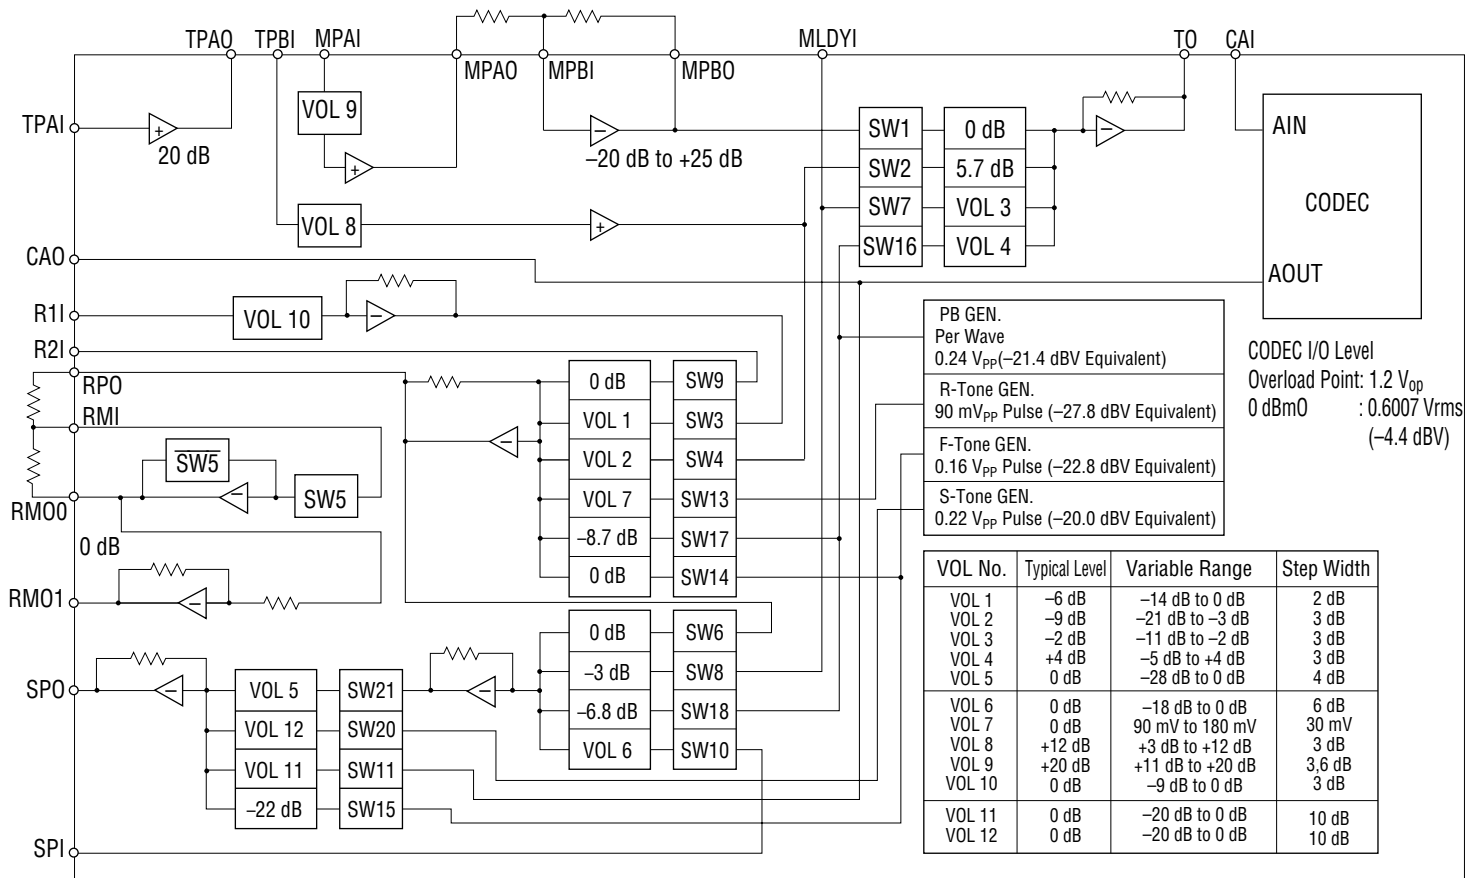 TPAO TPBI MPAI MLDYI TO CAI
MPAO MPBI MPBO
TPAI
+
20 dB
VOL 9
+
−
–20 dB to +25 dB
VOL 8
+
SW1 0 dB
SW2 5.7 dB
SW7 VOL 3
SW16 VOL 4
−
AIN
CODEC
AOUT
CAO
R1I
VOL 10
−
R2I
RPO
RMI
SW5
−
SW5
RMO0
0 dB
RMO1
−
−
0 dB SW9
VOL 1 SW3
VOL 2 SW4
VOL 7 SW13
–8.7 dB SW17
0 dB SW14
PB GEN.
Per Wave
0.24 VPP(–21.4 dBV Equivalent)
R-Tone GEN.
90 mVPP Pulse (–27.8 dBV Equivalent)
F-Tone GEN.
0.16 VPP Pulse (–22.8 dBV Equivalent)
S-Tone GEN.
0.22 VPP Pulse (–20.0 dBV Equivalent)
CODEC I/O Level
Overload Point: 1.2 Vop
0 dBmO : 0.6007 Vrms
(–4.4 dBV)
0 dB SW6
–3 dB SW8
–6.8 dB SW18
VOL 6 SW10
SPO
−
VOL 5 SW21
VOL 12 SW20
VOL 11 SW11
–22 dB SW15
−
SPI
VOL No. Typical Level Variable Range Step Width
VOL 1 –6 dB –14 dB to 0 dB 2 dB
VOL 2 –9 dB –21 dB to –3 dB 3 dB
VOL 3 –2 dB –11 dB to –2 dB 3 dB
VOL 4 +4 dB –5 dB to +4 dB 3 dB
VOL 5 0 dB –28 dB to 0 dB 4 dB
VOL 6 0 dB –18 dB to 0 dB 6 dB
VOL 7 0 dB 90 mV to 180 mV 30 mV
VOL 8 +12 dB +3 dB to +12 dB 3 dB
VOL 9 +20 dB +11 dB to +20 dB 3,6 dB
VOL 10 0 dB –9 dB to 0 dB 3 dB
VOL 11 0 dB –20 dB to 0 dB 10 dB
VOL 12 0 dB –20 dB to 0 dB 10 dB